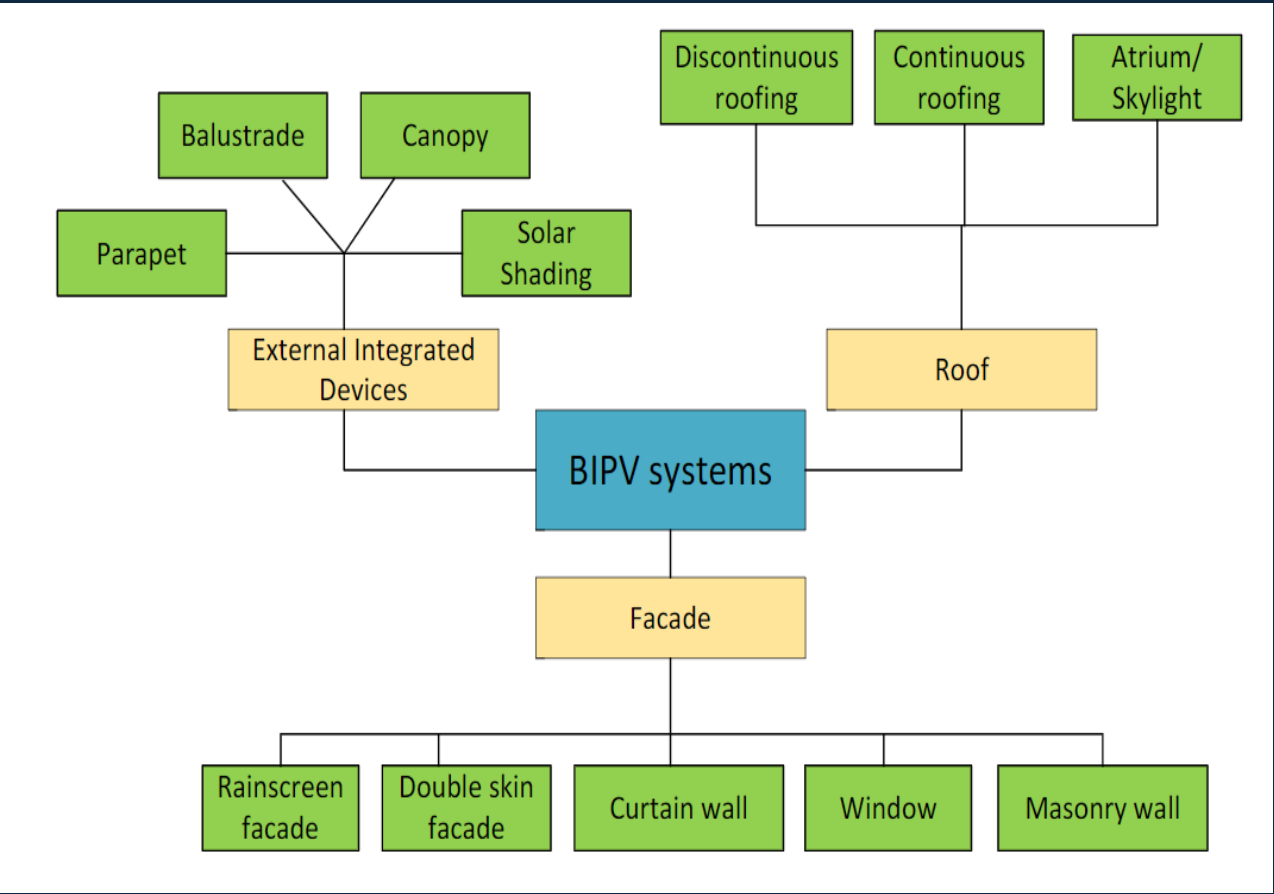 Discontinuous
roofing
Continuous
roofing
Atrium/
Skylight
Balustrade
Canopy
Parapet
Solar
Shading
External Integrated
Devices
Roof
BIPV systems
Facade
Rainscreen
facade
Double skin
facade
Curtain wall
Window
Masonry wall